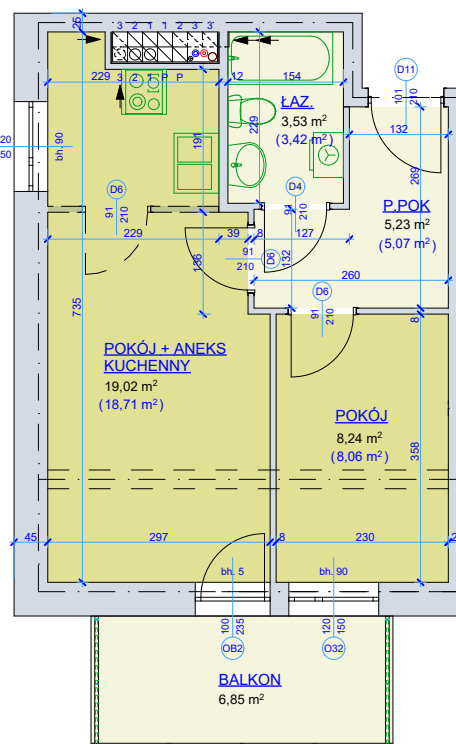 25
3 2 1 1 2 3 3
229
12
154
3 2 1 P P
D11
101
210
ŁAZ.
3,53 m²
(3,42 m²)
229
132
20
50
bh. 90
191
269
D6
91
210
D4
91
210
P.POK
5,23 m²
(5,07 m²)
229
39
8
127
136
91
210
D6
132
260
735
D6
91
210
8
POKÓJ + ANEKS
KUCHENNY
19,02 m²
(18,71 m²)
POKÓJ
8,24 m²
(8,06 m²)
358
45
297
8
230
2
bh. 5
bh. 90
100
235
OB2
120
150
O32
BALKON
6,85 m²